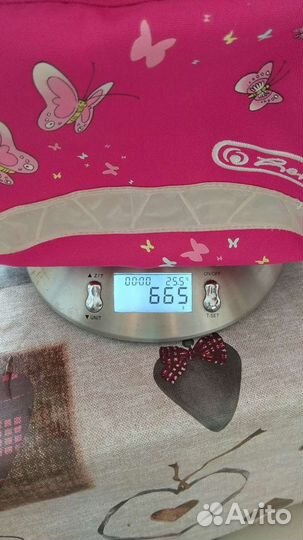 ▲ Z/T
ON/OFF
0000 25.5°
665
▼ UNIT
T.SET
Avito